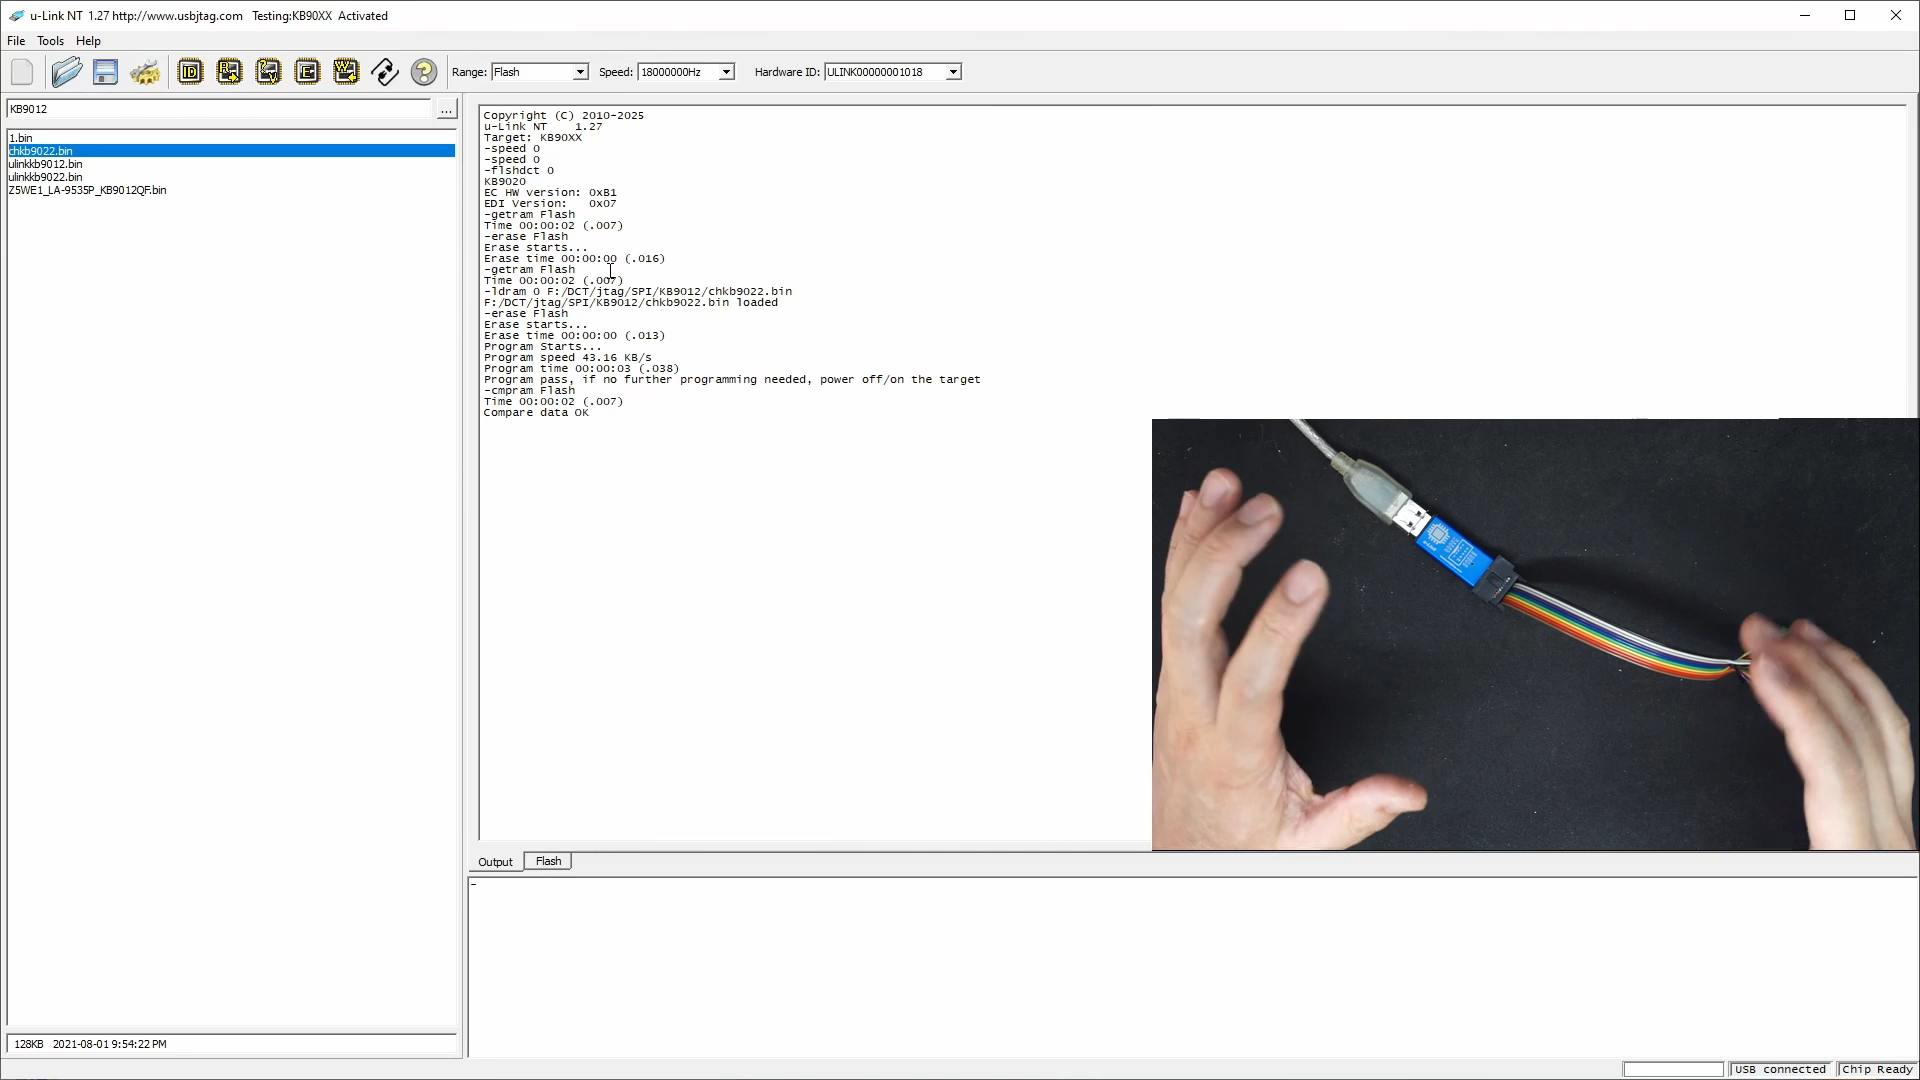 u-Link NT 1.27 http://www.usbjtag.com Testing:KB90XX Activated
File Tools Help
ID R V E W
Range: Flash Speed: 18000000Hz Hardware ID: ULINK00000001018
KB9012
...
1.bin
chkb9022.bin
ulinkkb9012.bin
ulinkkb9022.bin
Z5WE1_LA-9535P_KB9012QF.bin
Copyright (C) 2010-2025
u-Link NT 1.27
Target: KB90XX
-speed 0
-speed 0
-flshdct 0
KB9020
EC HW version: 0xB1
EDI Version: 0x07
-getram Flash
Time 00:00:02 (.007)
-erase Flash
Erase starts...
Erase time 00:00:00 (.016)
-getram Flash
Time 00:00:02 (.007)
-ldram 0 F:/DCT/jtag/SPI/KB9012/chkb9022.bin
F:/DCT/jtag/SPI/KB9012/chkb9022.bin loaded
-erase Flash
Erase starts...
Erase time 00:00:00 (.013)
Program Starts...
Program speed 43.16 KB/s
Program time 00:00:03 (.038)
Program pass, if no further programming needed, power off/on the target
-cmpram Flash
Time 00:00:02 (.007)
Compare data OK
Output Flash
-
128KB 2021-08-01 9:54:22 PM
USB connected Chip Ready